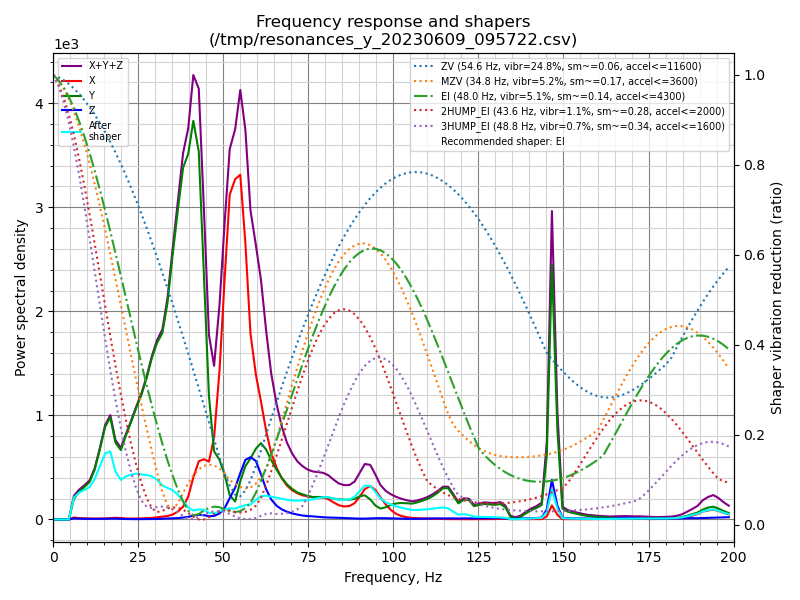 Frequency response and shapers
(/tmp/resonances_y_20230609_095722.csv)
1e3
X+Y+Z
X
Y
Z
After
shaper
ZV (54.6 Hz, vibr=24.8%, sm~=0.06, accel<=11600)
MZV (34.8 Hz, vibr=5.2%, sm~=0.17, accel<=3600)
EI (48.0 Hz, vibr=5.1%, sm~=0.14, accel<=4300)
2HUMP_EI (43.6 Hz, vibr=1.1%, sm~=0.28, accel<=2000)
3HUMP_EI (48.8 Hz, vibr=0.7%, sm~=0.34, accel<=1600)
Recommended shaper: EI
4
3
2
1
0
Power spectral density
1.0
0.8
0.6
0.4
0.2
0.0
Shaper vibration reduction (ratio)
0 25 50 75 100 125 150 175 200
Frequency, Hz